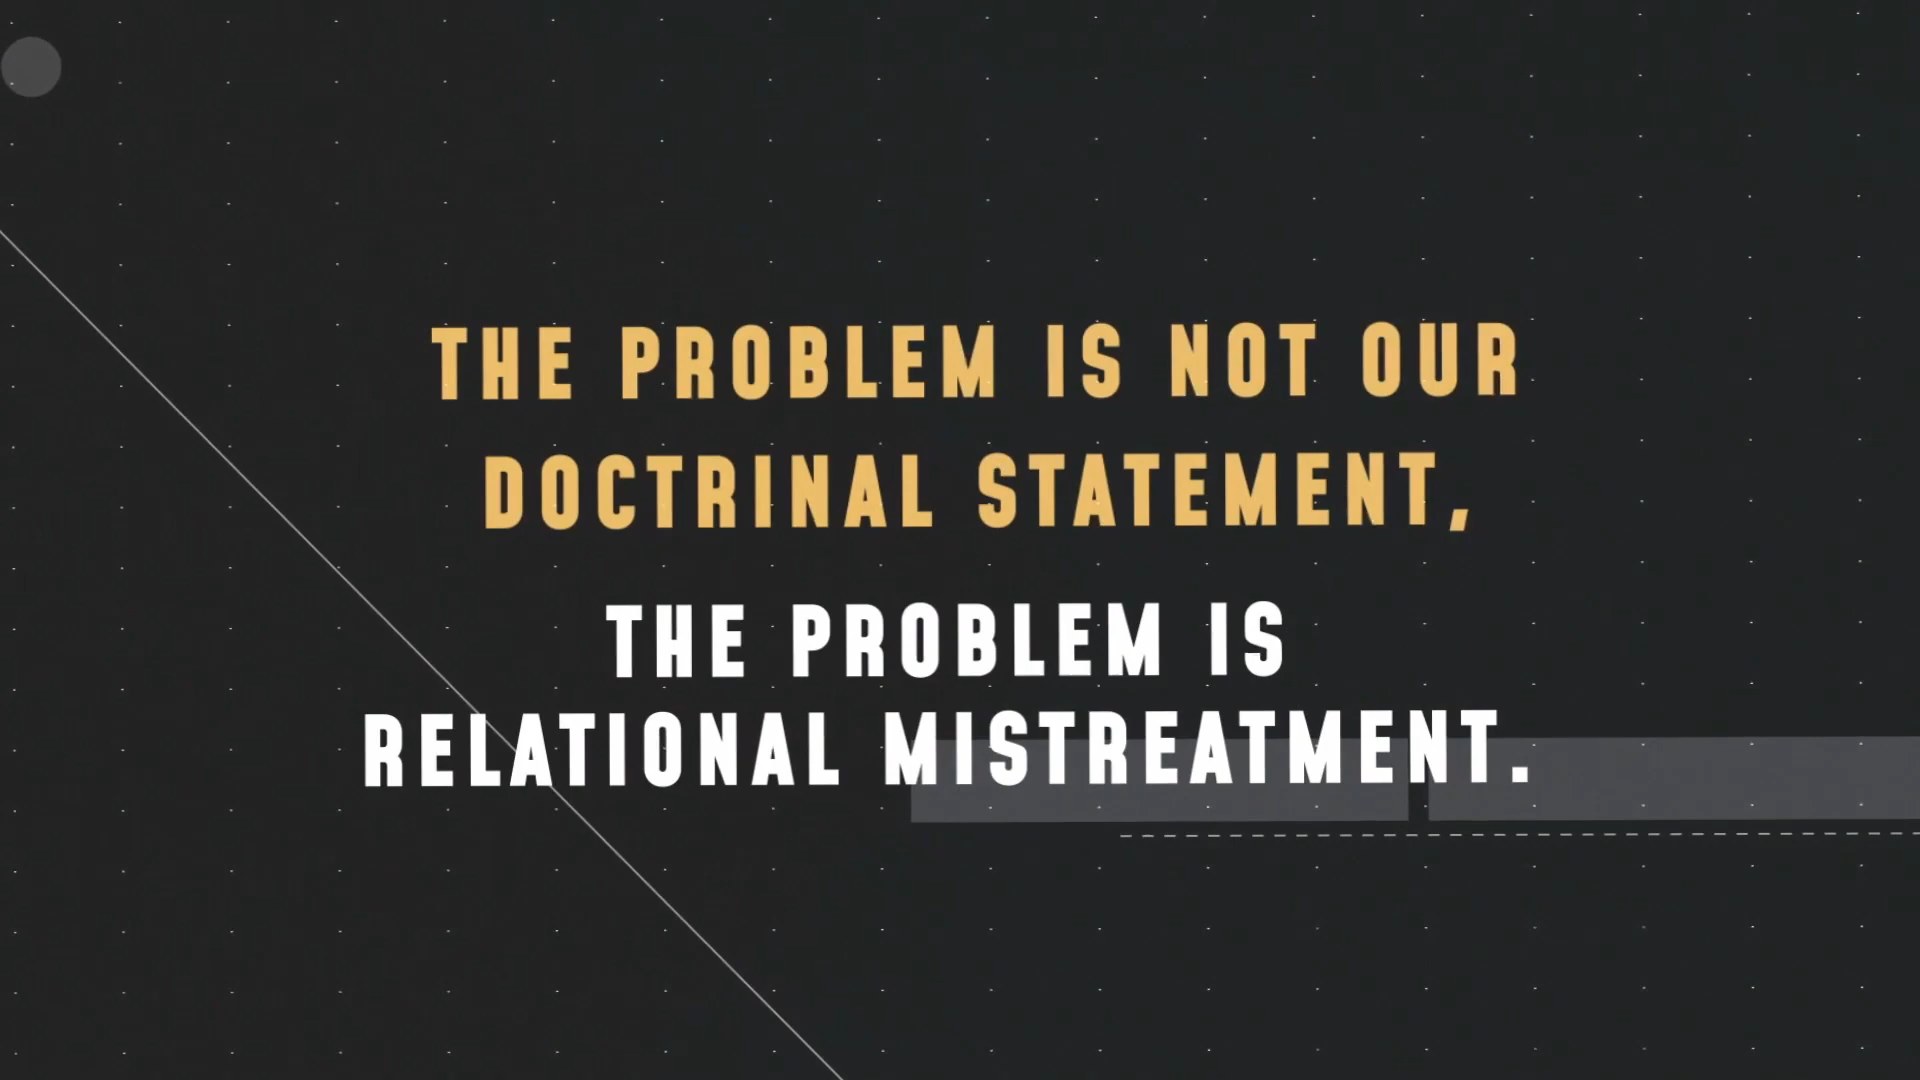 THE PROBLEM IS NOT OUR
DOCTRINAL STATEMENT,
THE PROBLEM IS
RELATIONAL MISTREATMENT.